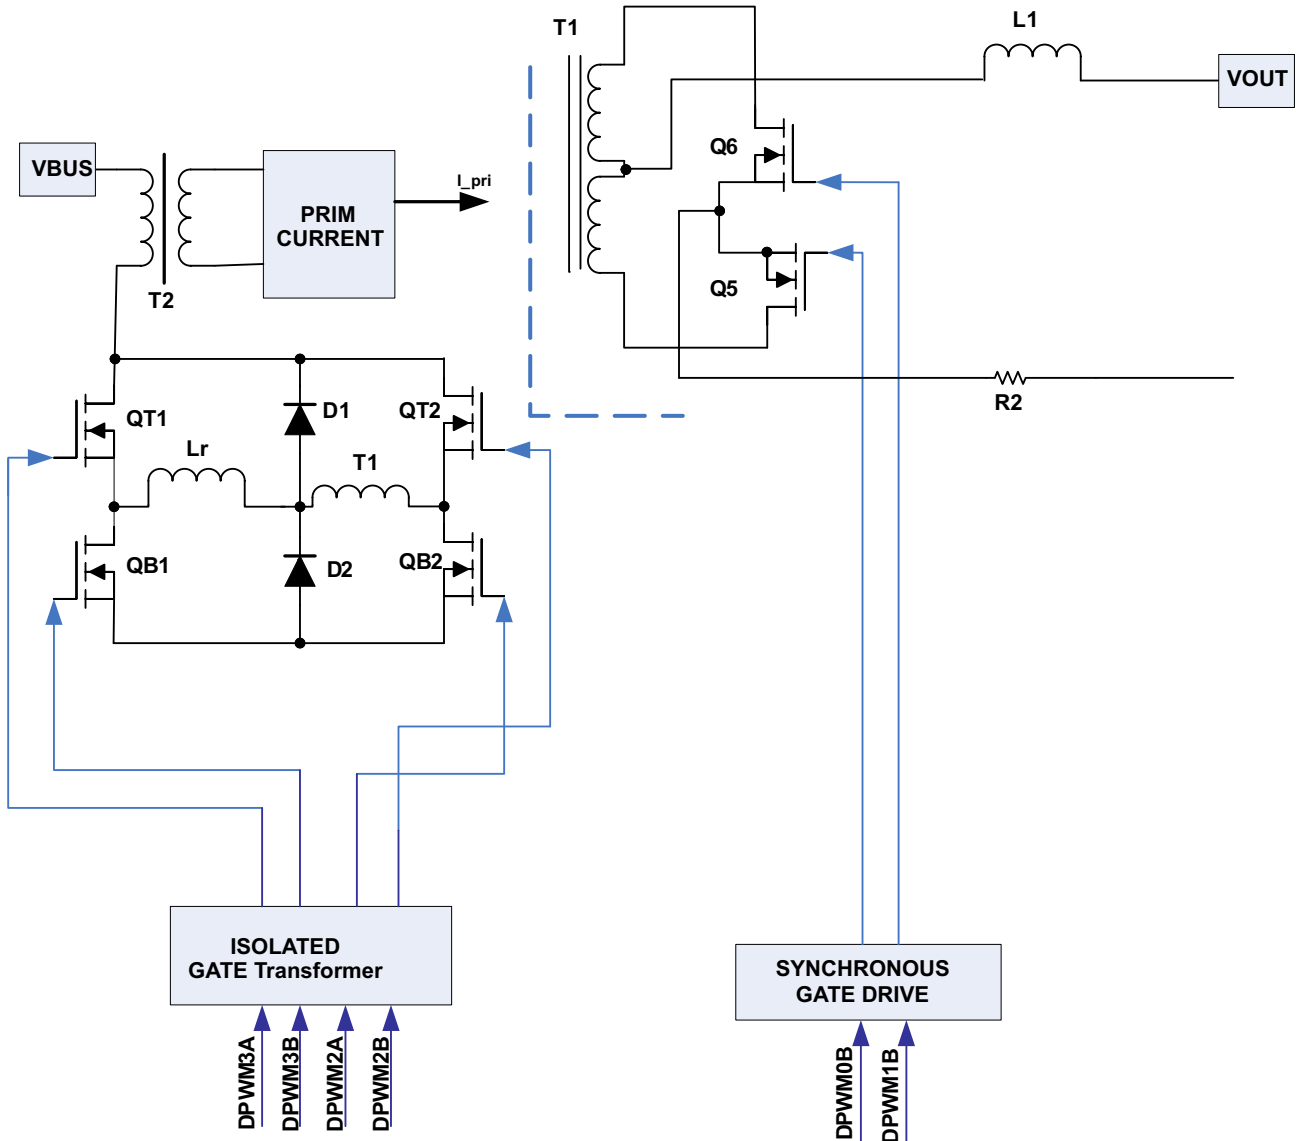 T1
L1
VOUT
VBUS
Q6
I_pri
PRIM
CURRENT
T2
Q5
R2
QT1
D1
QT2
Lr
T1
QB1
D2
QB2
ISOLATED
GATE Transformer
SYNCHRONOUS
GATE DRIVE
DPWM3A
DPWM3B
DPWM2A
DPWM2B
DPWM0B
DPWM1B